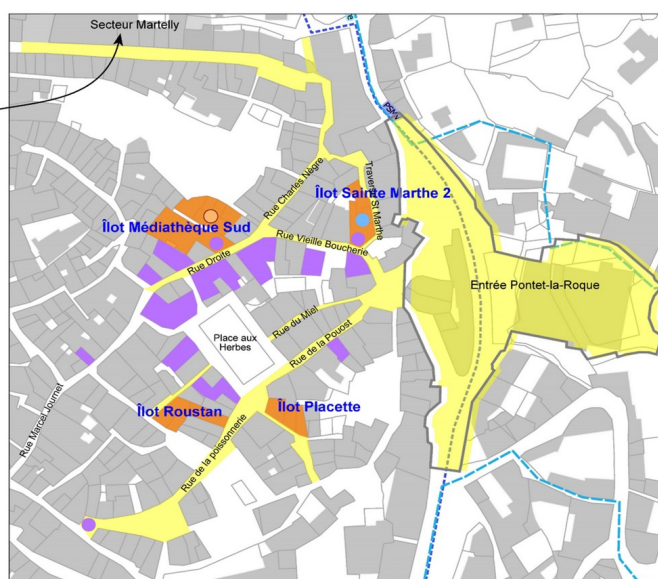 Secteur Martelly
PSMN
Rue Charles Nègre
Traverse St Marthe
Îlot Sainte Marthe 2
Îlot Médiathèque Sud
Rue Vieille Boucherie
Rue Droite
Entrée Pontet-la-Roque
Place aux
Herbes
Rue du Miel
Rue de la Pouost
Rue Marcel Journet
Îlot Roustan
Îlot Placette
Rue de la poissonnerie